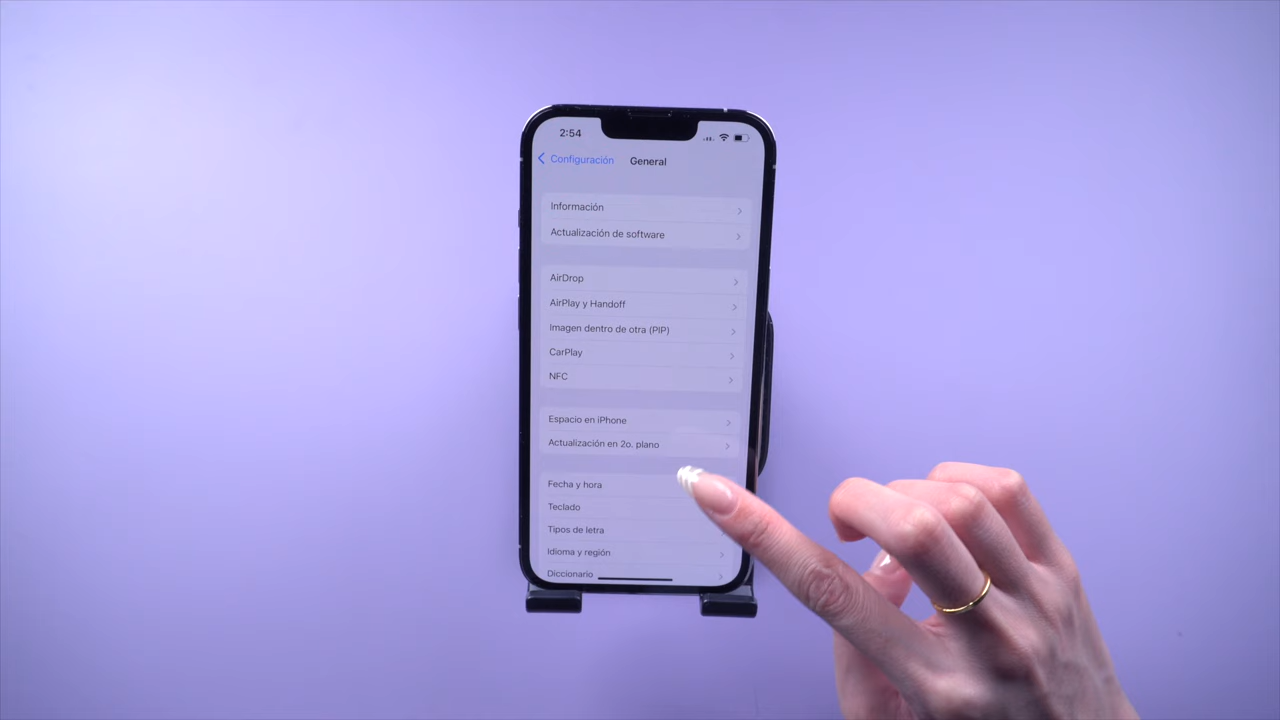 2:54
Configuración General
Información
Actualización de software
AirDrop
AirPlay y Handoff
Imagen dentro de otra (PIP)
CarPlay
NFC
Espacio en iPhone
Actualización en 2o. plano
Fecha y hora
Teclado
Tipos de letra
Idioma y región
Diccionario